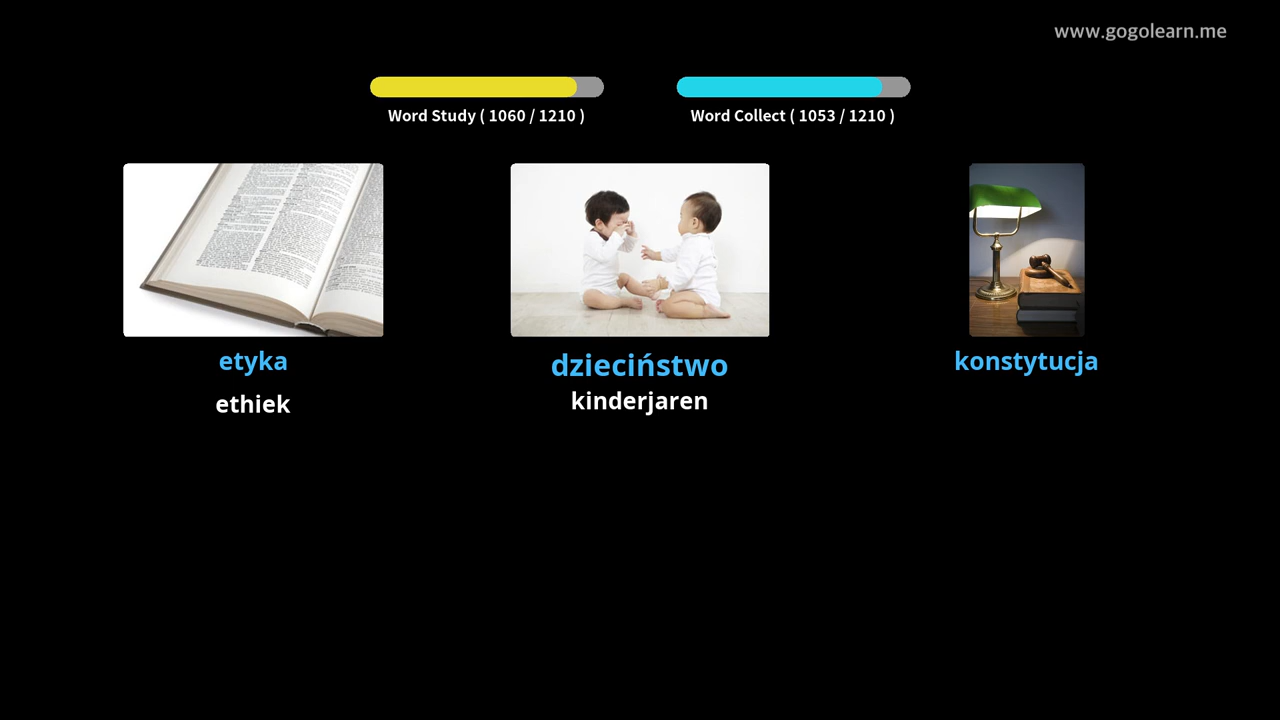 www.gogolearn.me
Word Study ( 1060 / 1210 )
Word Collect ( 1053 / 1210 )
etyka
ethiek
dzieciństwo
kinderjaren
konstytucja